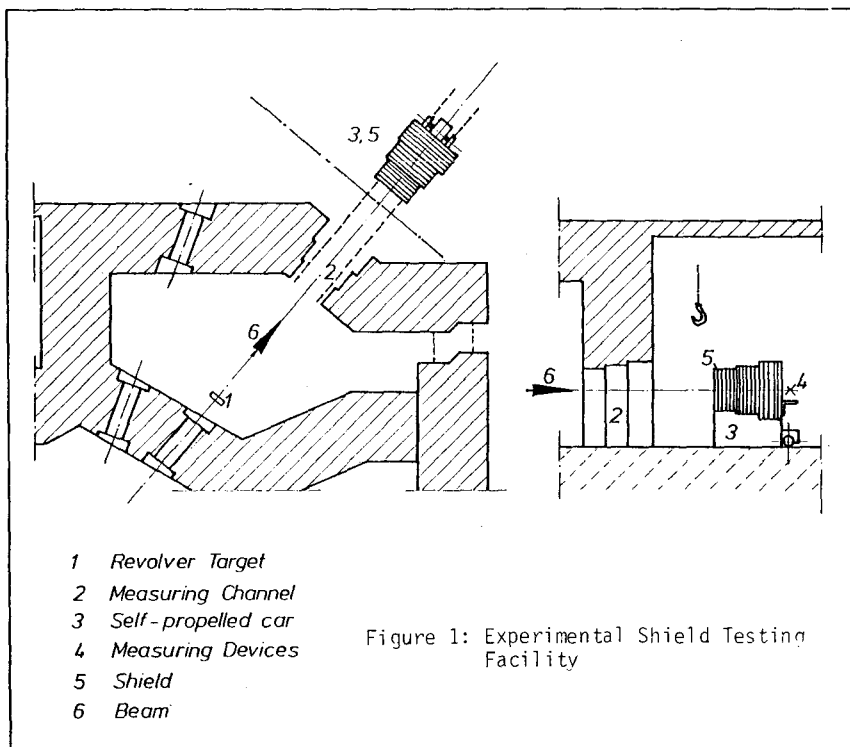 3,5
2
6
1
5
6
4
2
3
1 Revolver Target
2 Measuring Channel
3 Self-propelled car
4 Measuring Devices
5 Shield
6 Beam
Figure 1: Experimental Shield Testing
Facility